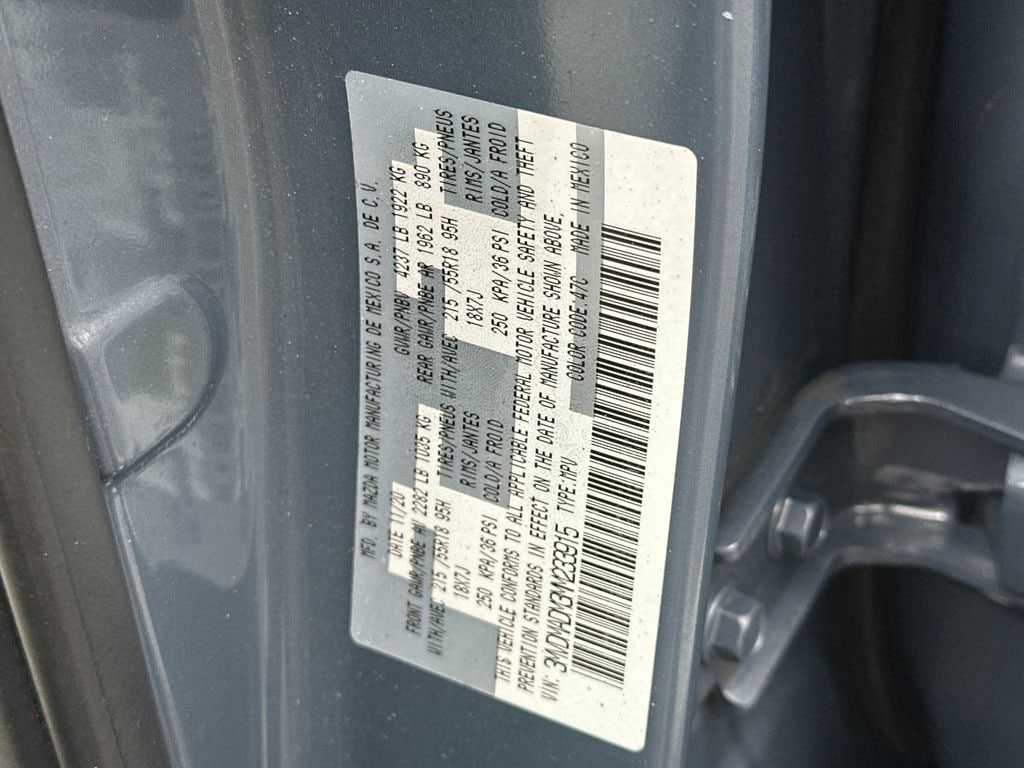 MFD. BY MAZDA MOTOR MANUFACTURING DE MEXICO S.A. DE C.V.
DATE 11/20 GVWR/PNBV 4237 LB 1922 KG
FRONT GAWR/PNBE AV 2282 LB 1035 KG REAR GAWR/PNBE AR 1962 LB 890 KG
WITH/AVEC 215/55R18 95H TIRES/PNEUS WITH/AVEC 215/55R18 95H TIRES/PNEUS
18X7J RIMS/JANTES 18X7J RIMS/JANTES
250 KPA/36 PSI COLD/A FROID 250 KPA/36 PSI COLD/A FROID
THIS VEHICLE CONFORMS TO ALL APPLICABLE FEDERAL MOTOR VEHICLE SAFETY AND THEFT
PREVENTION STANDARDS IN EFFECT ON THE DATE OF MANUFACTURE SHOWN ABOVE.
VIN: 3MVDMADX3MM233915 TYPE:MPV COLOR CODE:47C MADE IN MEXICO